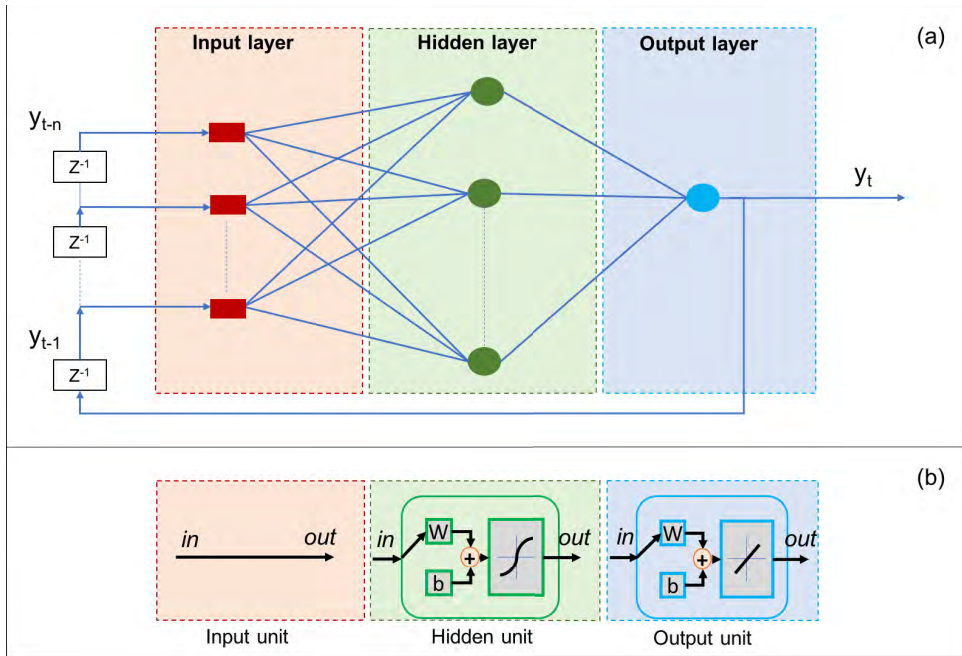 Input layer
Hidden layer
Output layer
(a)
yt-n
Z-1
Z-1
yt-1
Z-1
yt
(b)
in
out
in
W
b
+
out
in
W
b
+
out
Input unit
Hidden unit
Output unit